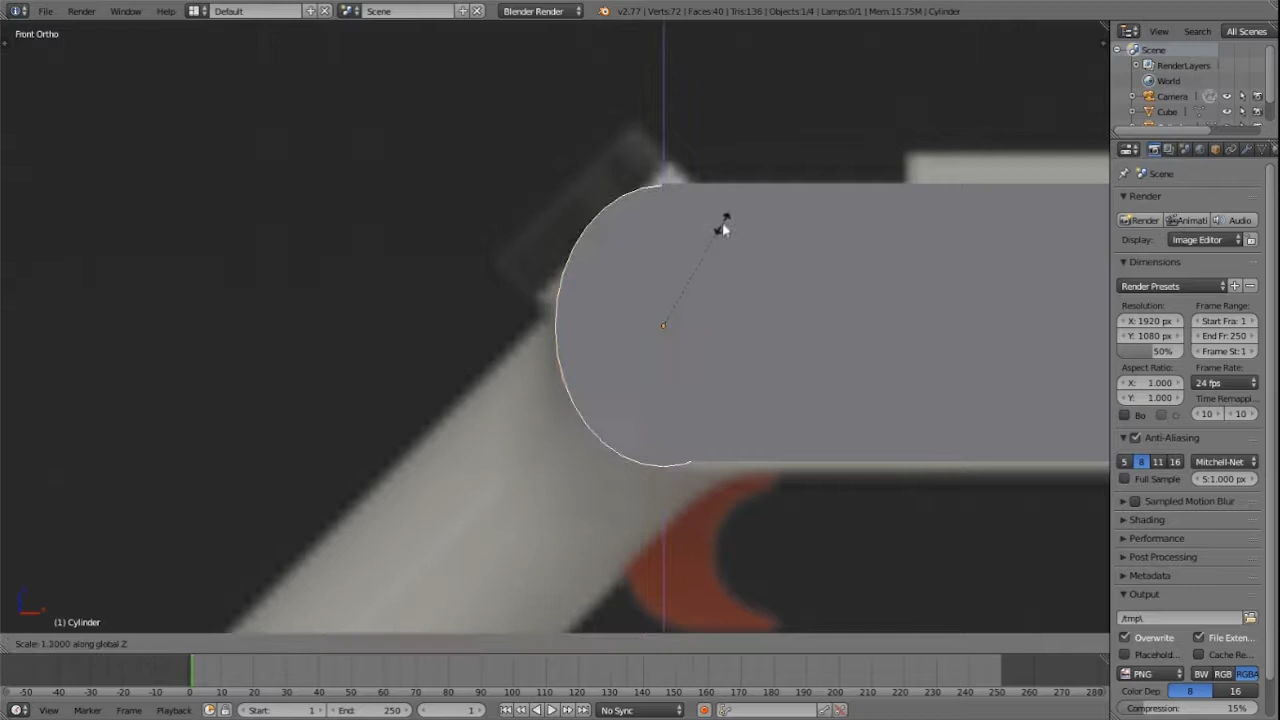 File Render Window Help Default Scene Blender Render v2.77 | Verts:72 | Faces:40 | Tris:136 | Objects:1/4 | Lamps:0/1 | Mem:15.75M | Cylinder
Front Ortho
View Search All Scenes
Scene
RenderLayers
World
Camera
Cube
Scene
Render
Render Animati Audio
Display: Image Editor
Dimensions
Render Presets
Resolution: Frame Range:
X: 1920 px Start Fra: 1
Y: 1080 px End Fr:250
50% Frame St:1
Aspect Ratio: Frame Rate:
X: 1.000 24 fps
Y: 1.000 Time Remappi...
Bo 10 10
Anti-Aliasing
5 8 11 16 Mitchell-Net
Full Sample S:1.000 px
Sampled Motion Blur
Shading
Performance
Post Processing
Metadata
Output
/tmp\
Overwrite File Exten...
Placehold... Cache Re...
PNG BW RGB RGBA
Color Dep 8 16
Compression: 15%
(1) Cylinder
Scale: 1.3000 along global Z
-50 -40 -30 -20 -10 0 10 20 30 40 50 60 70 80 90 100 110 120 130 140 150 160 170 180 190 200 210 220 230 240 250 260 270 280
View Marker Frame Playback Start: 1 End: 250 1 No Sync